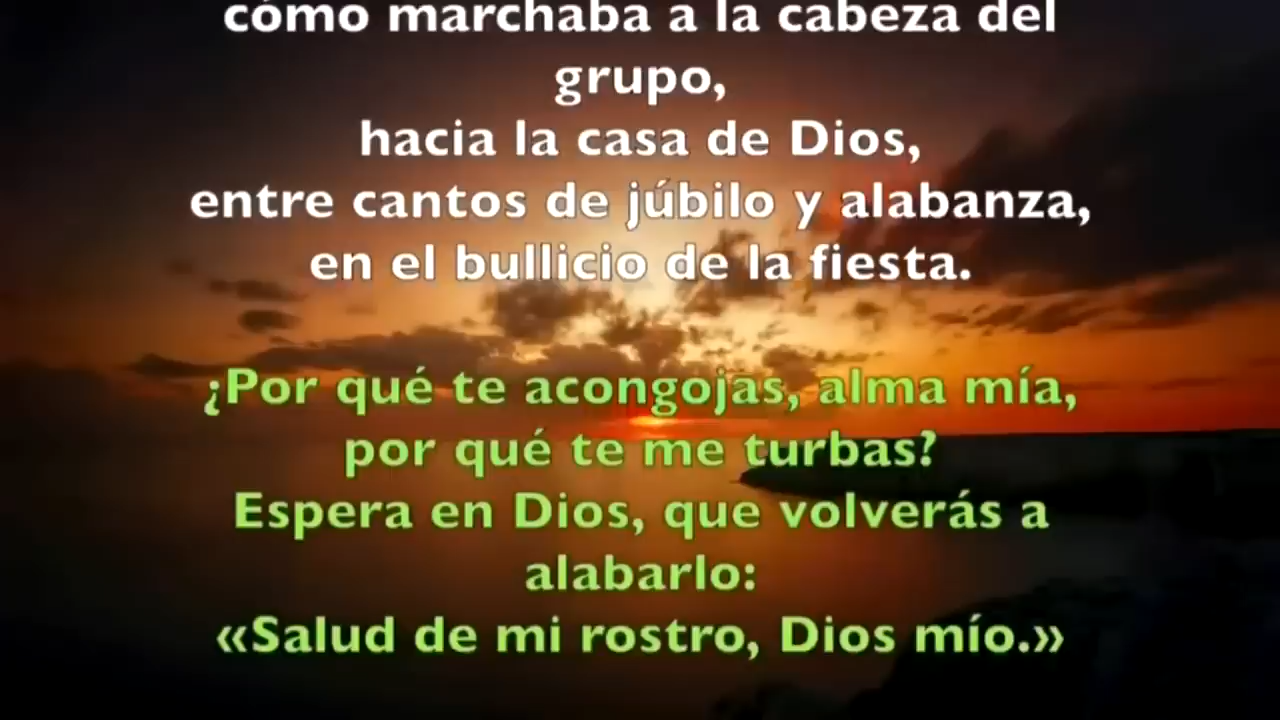 cómo marchaba a la cabeza del
grupo,
hacia la casa de Dios,
entre cantos de júbilo y alabanza,
en el bullicio de la fiesta.
¿Por qué te acongojas, alma mía,
por qué te me turbas?
Espera en Dios, que volverás a
alabarlo:
«Salud de mi rostro, Dios mío.»